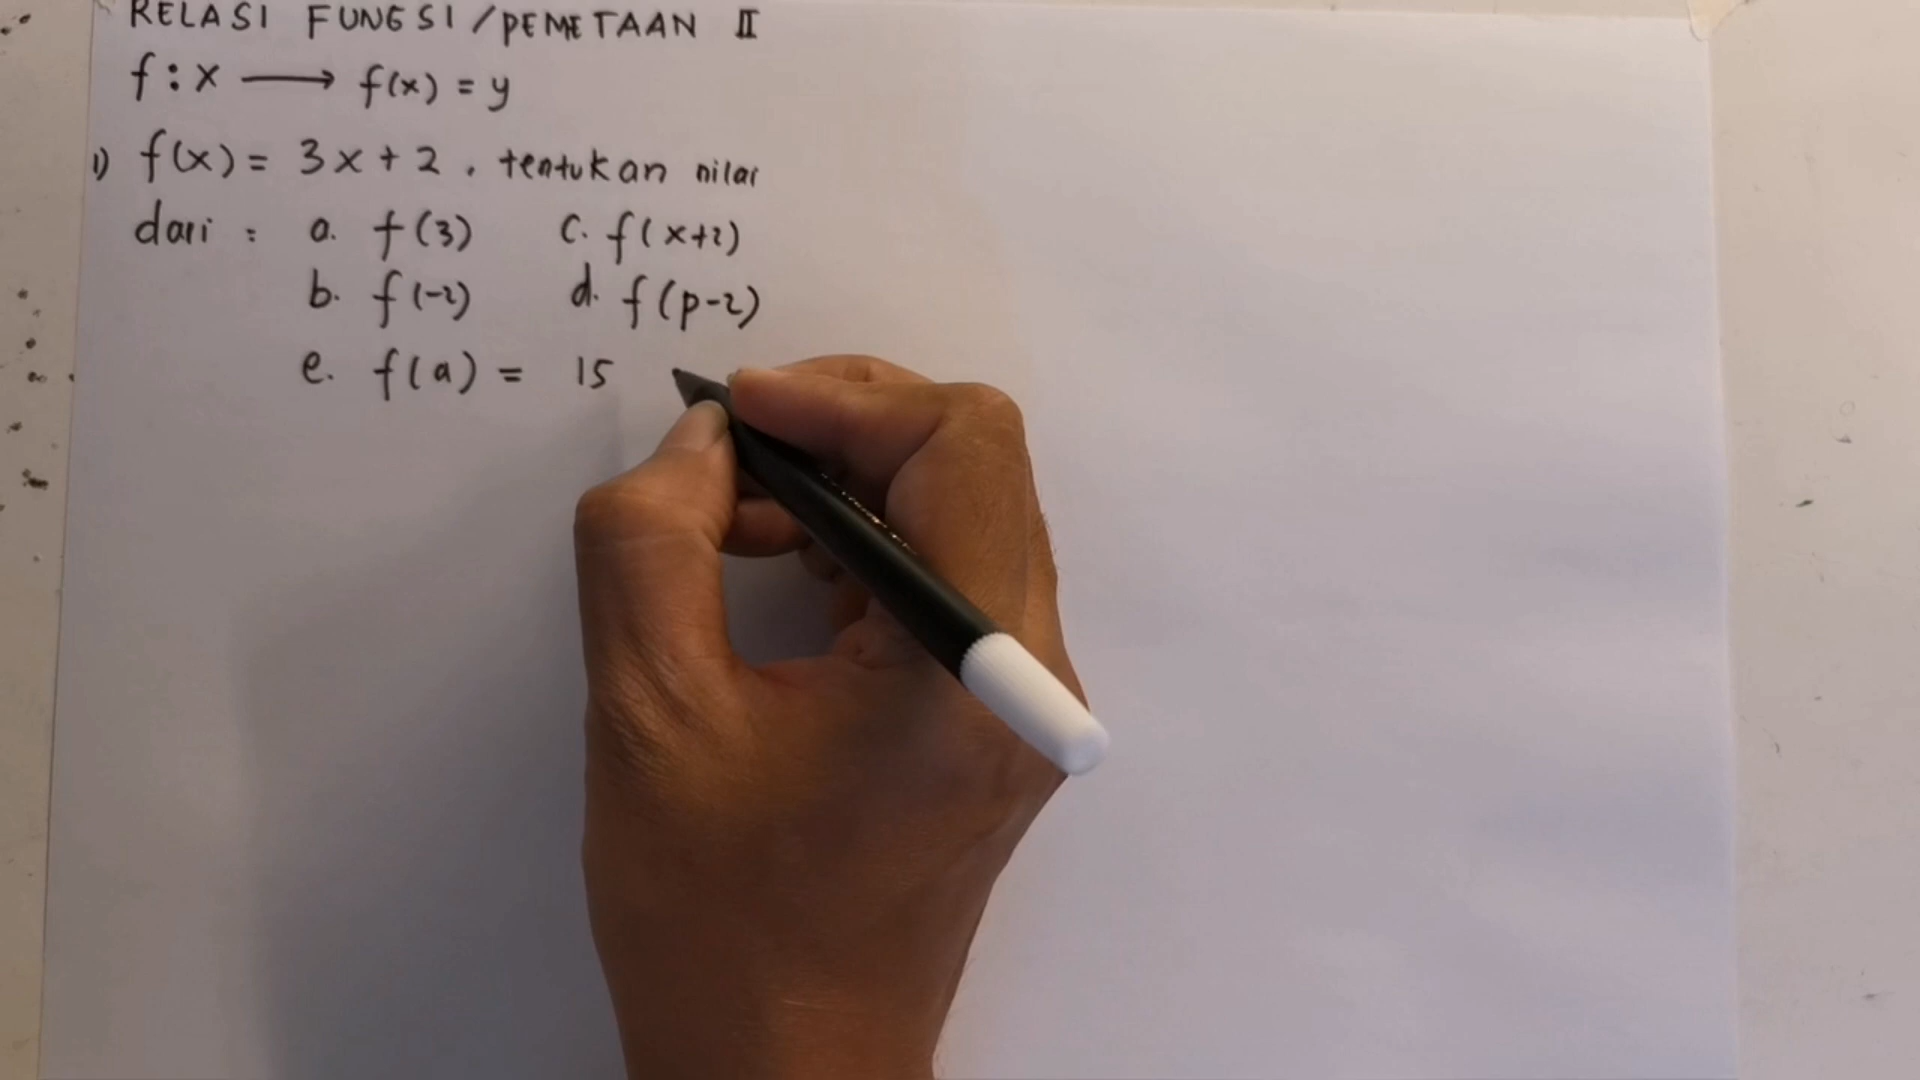 RELASI FUNGSI/PEMETAAN II
f : x → f(x) = y
1) f(x) = 3x + 2 , tentukan nilai
dari : a. f(3) c. f(x+2)
b. f(-2) d. f(p-2)
e. f(a) = 15